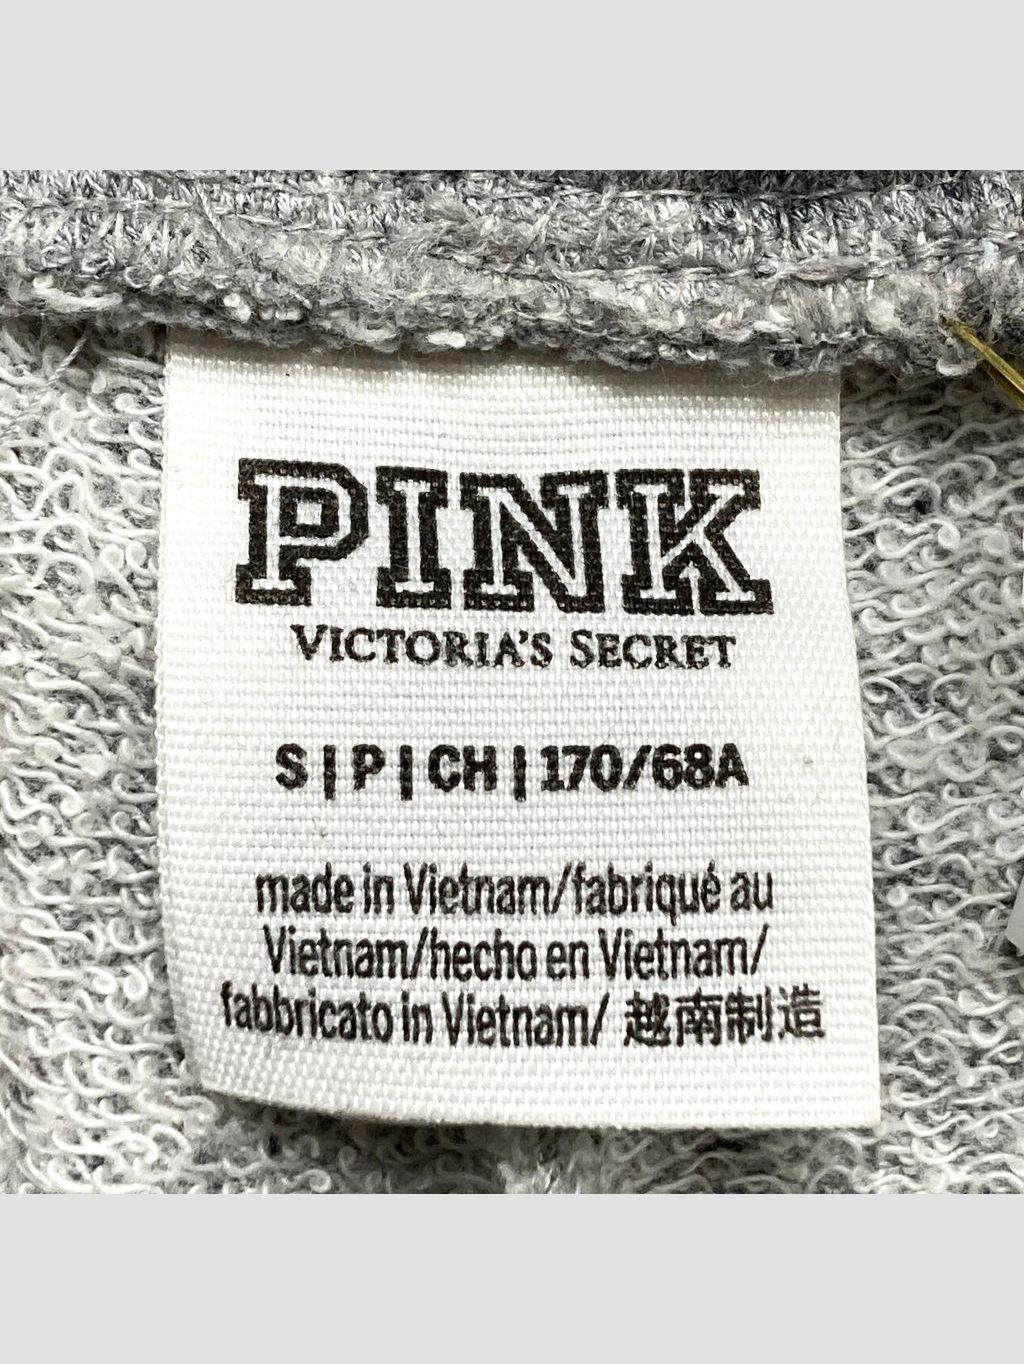 PINK
VICTORIA'S SECRET
S|P|CH|170/68A
made in Vietnam/fabriqué au
Vietnam/hecho en Vietnam/
fabbricato in Vietnam/ 越南制造